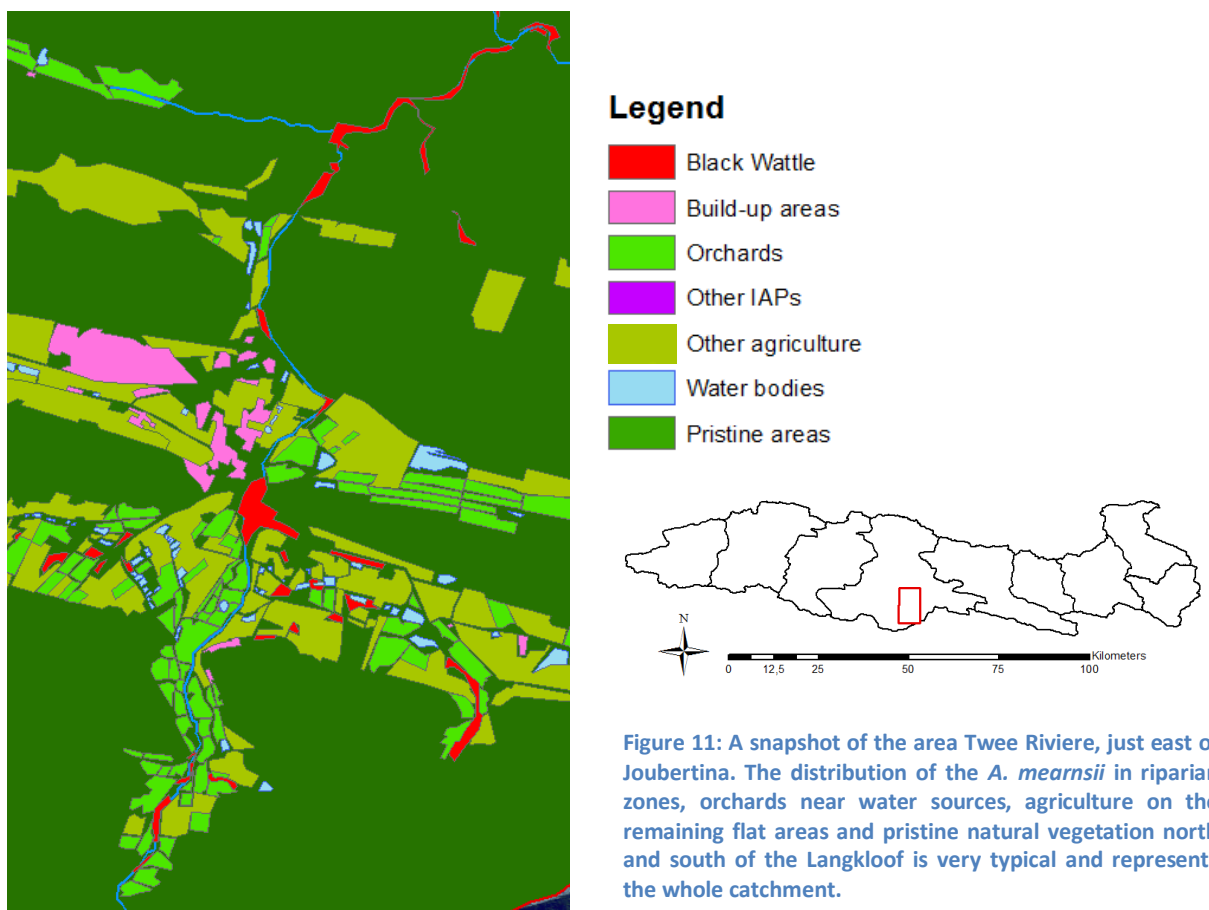 Legend
Black Wattle
Build-up areas
Orchards
Other IAPs
Other agriculture
Water bodies
Pristine areas
N
Kilometers
0 12,5 25 50 75 100
Figure 11: A snapshot of the area Twee Riviere, just east o
Joubertina. The distribution of the A. mearnsii in riparian
zones, orchards near water sources, agriculture on the
remaining flat areas and pristine natural vegetation north
and south of the Langkloof is very typical and represent
the whole catchment.